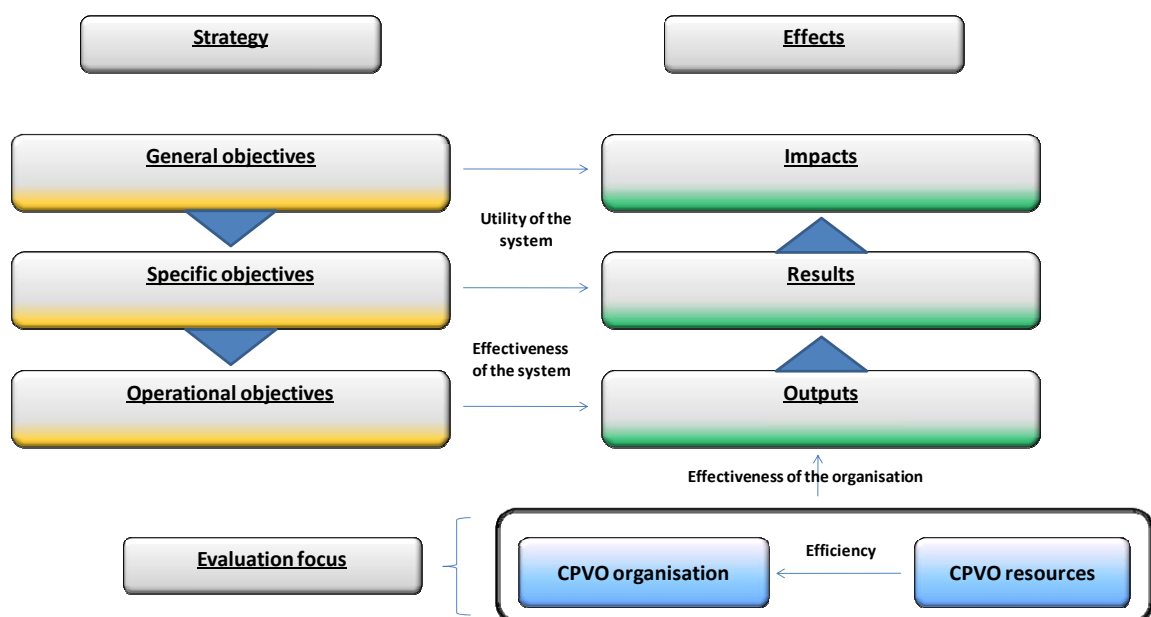 Strategy
Effects
General objectives
Impacts
Utility of the
system
Specific objectives
Results
Effectiveness
of the system
Operational objectives
Outputs
Effectiveness of the organisation
Evaluation focus
CPVO organisation
Efficiency
CPVO resources